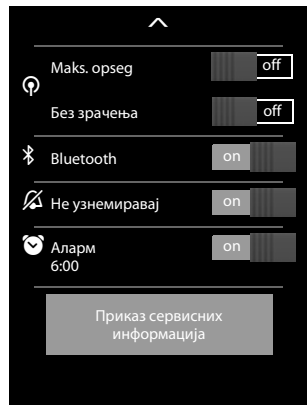 Maks. opseg off
Без зрачења off
Bluetooth on
Не узнемиравај on
Аларм on
6:00
Приказ сервисних
информација